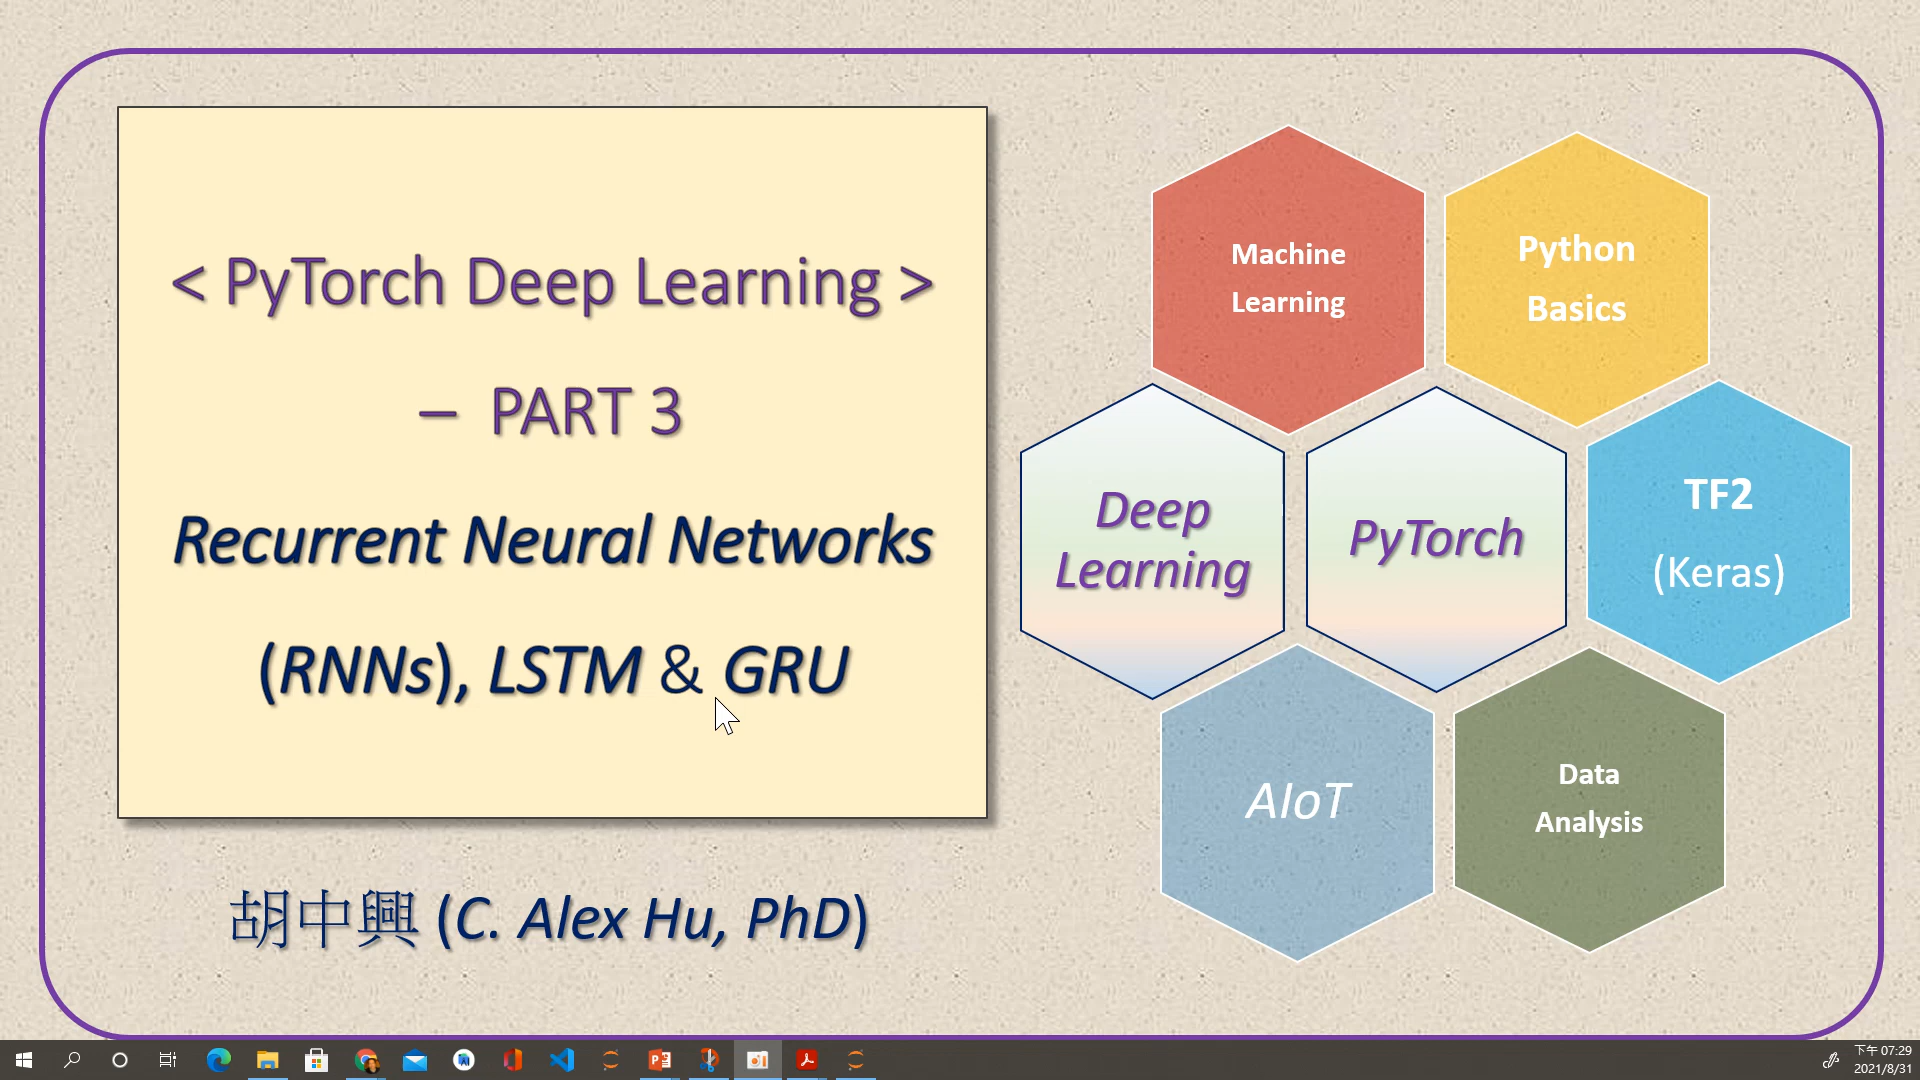 < PyTorch Deep Learning >
– PART 3
Recurrent Neural Networks
(RNNs), LSTM & GRU
胡中興 (C. Alex Hu, PhD)
Machine
Learning
Python
Basics
Deep
Learning
PyTorch
TF2
(Keras)
AIoT
Data
Analysis
下午 07:29
2021/8/31